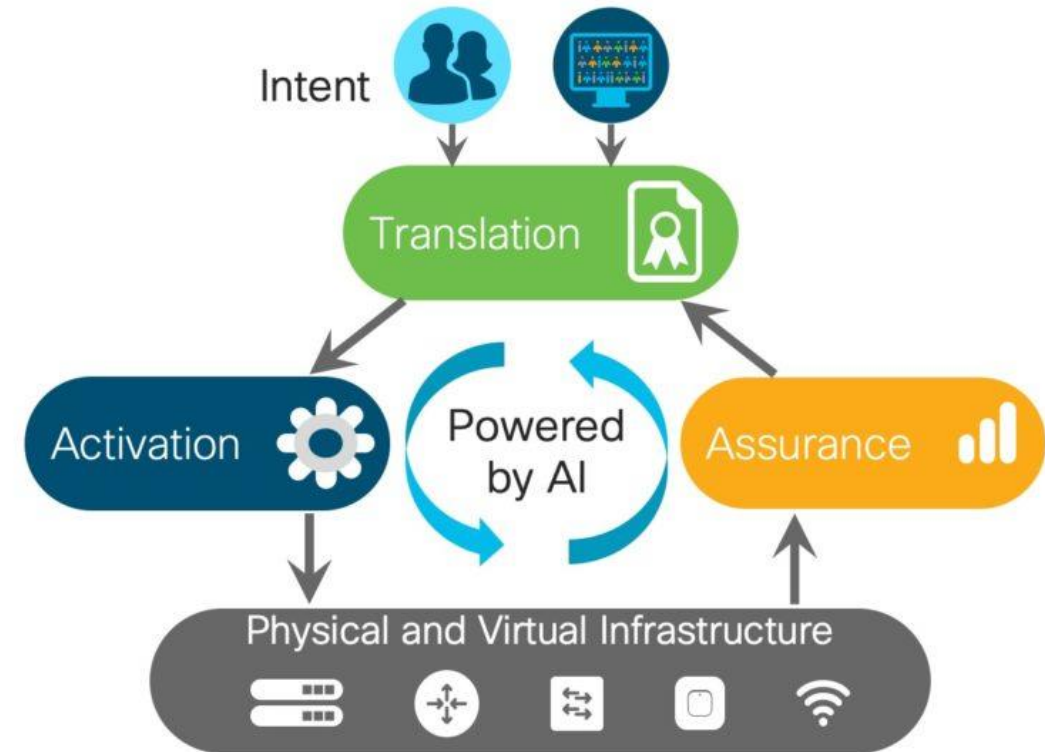 Intent
Translation
Activation
Powered
by AI
Assurance
Physical and Virtual Infrastructure